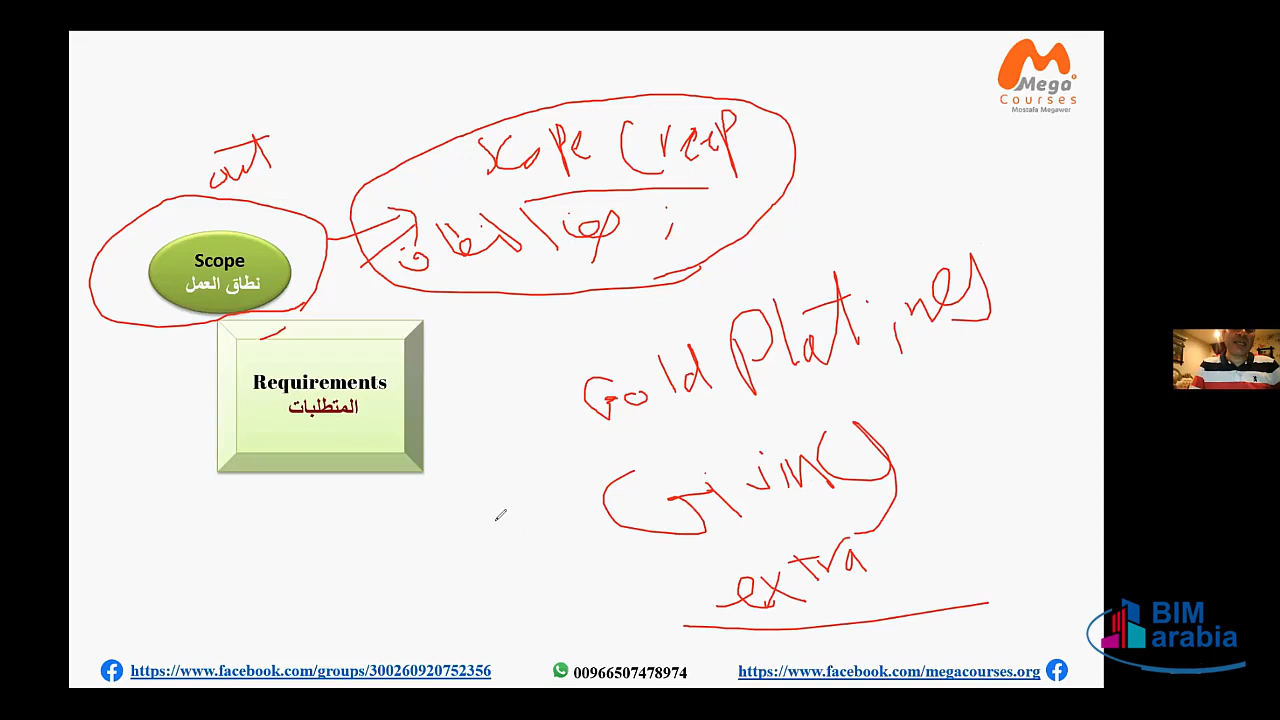 Mega
Courses
Mostafa Megawer
out
Scope Creep
Scope
نطاق العمل
Gold Plating
Requirements
المتطلبات
Giving
extra
BIM
arabia
https://www.facebook.com/groups/300260920752356
00966507478974
https://www.facebook.com/megacourses.org